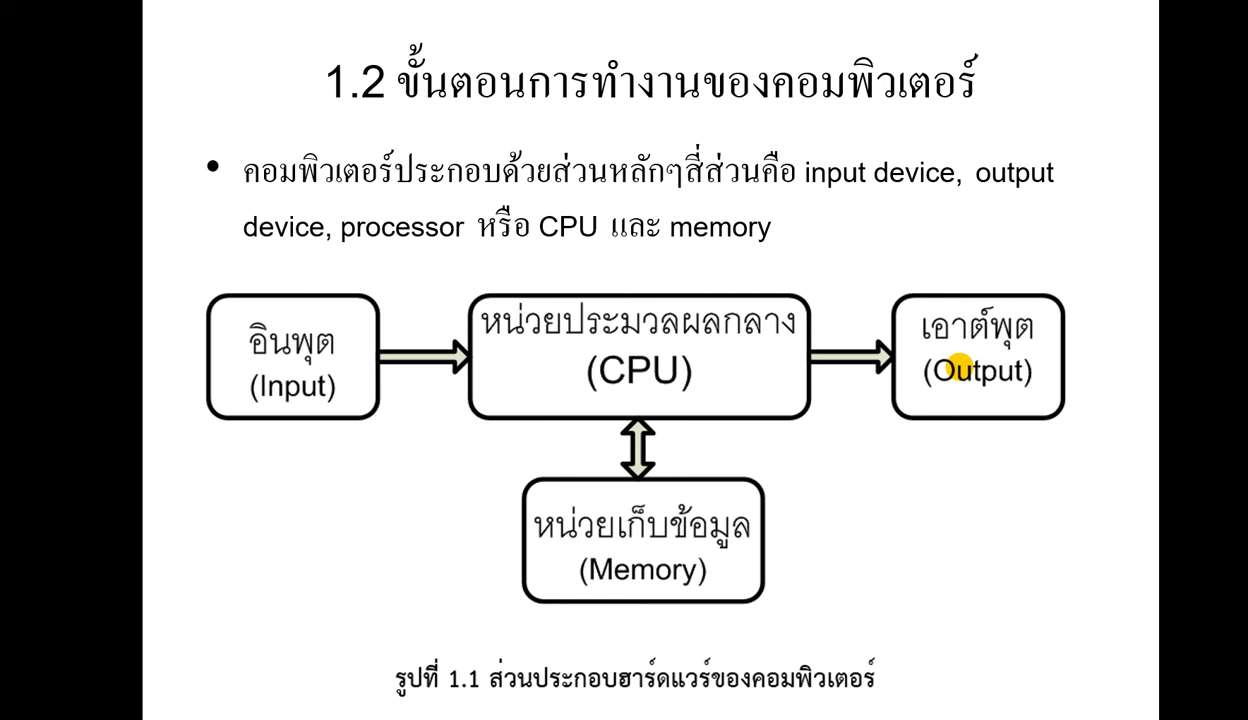 1.2 ขั้นตอนการทำงานของคอมพิวเตอร์
• คอมพิวเตอร์ประกอบด้วยส่วนหลักๆสี่ส่วนคือ input device, output
device, processor หรือ CPU และ memory
อินพุต
(Input)
หน่วยประมวลผลกลาง
(CPU)
เอาต์พุต
(Output)
หน่วยเก็บข้อมูล
(Memory)
รูปที่ 1.1 ส่วนประกอบฮาร์ดแวร์ของคอมพิวเตอร์